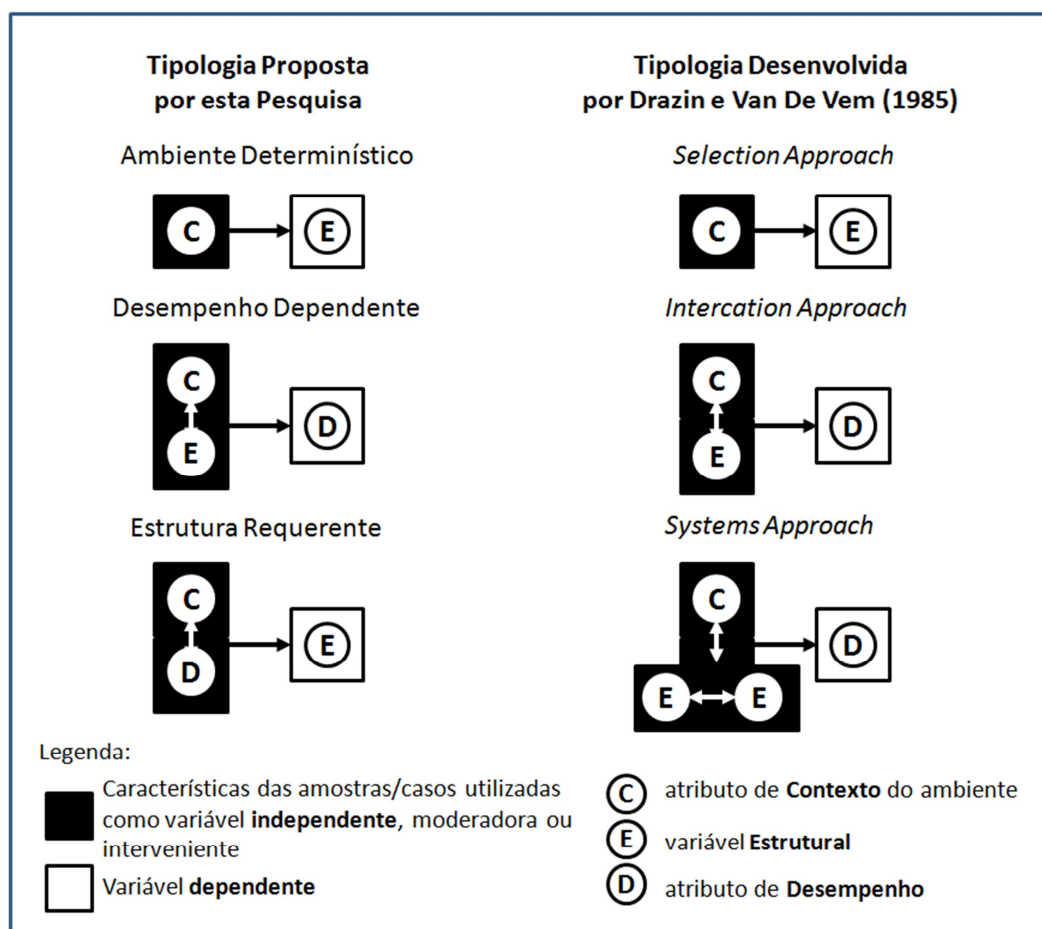 Tipologia Proposta
por esta Pesquisa
Ambiente Determinístico
C
E
Desempenho Dependente
C
E
D
Estrutura Requerente
C
D
E
Tipologia Desenvolvida
por Drazin e Van De Vem (1985)
Selection Approach
C
E
Intercation Approach
C
E
D
Systems Approach
C
E
E
D
Legenda:
Características das amostras/casos utilizadas
como variável independente, moderadora ou
interveniente
Variável dependente
C atributo de Contexto do ambiente
E variável Estrutural
D atributo de Desempenho